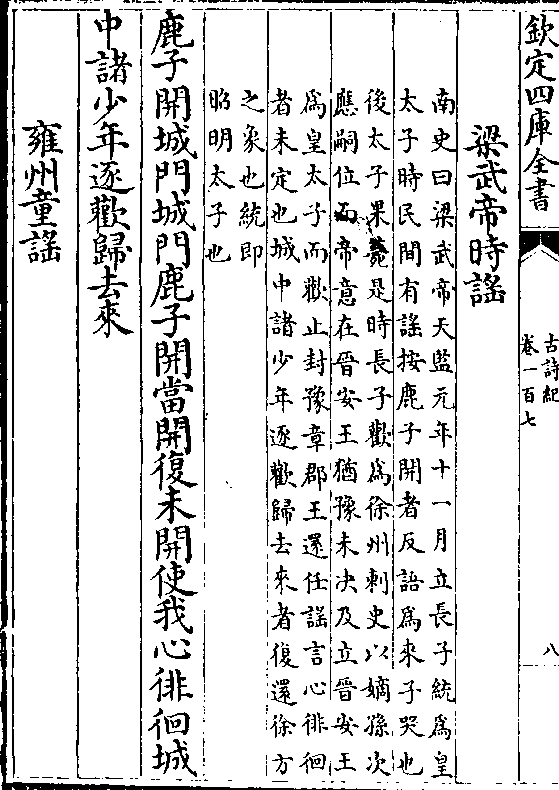 欽定四庫全書
古詩紀
卷一百七
八
梁武帝時謡
南史曰梁武帝天監元年十一月立長子統爲皇
太子時民間有謡按鹿子開者反語爲來子哭也
後太子果薨是時長子歡爲徐州刺史以嫡孫次
應嗣位而帝意在晉安王猶豫未決及立晉安王
爲皇太子而歡止封豫章郡王還任謡言心徘徊
者未定也城中諸少年逐歡歸去來者復還徐方
之象也統即
昭明太子也
鹿子開城門城門鹿子開當開復未開使我心徘徊城
中諸少年逐歡歸去來
雍州童謡